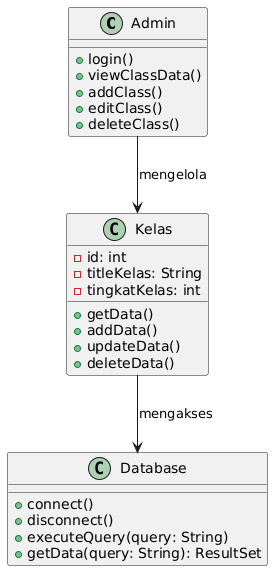 C Admin
login()
viewClassData()
addClass()
editClass()
deleteClass()
mengelola
C Kelas
id: int
titleKelas: String
tingkatKelas: int
getData()
addData()
updateData()
deleteData()
mengakses
C Database
connect()
disconnect()
executeQuery(query: String)
getData(query: String): ResultSet